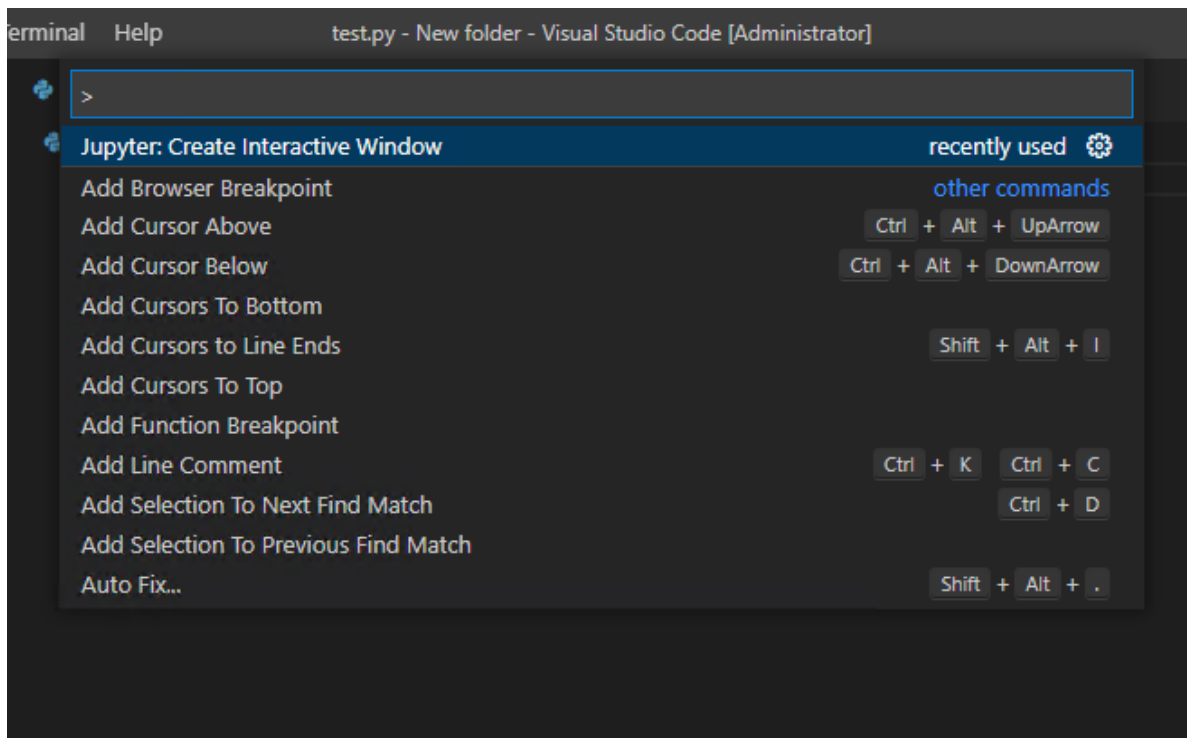 erminal Help test.py - New folder - Visual Studio Code [Administrator]
>
Jupyter: Create Interactive Window recently used
Add Browser Breakpoint other commands
Add Cursor Above Ctrl + Alt + UpArrow
Add Cursor Below Ctrl + Alt + DownArrow
Add Cursors To Bottom
Add Cursors to Line Ends Shift + Alt + I
Add Cursors To Top
Add Function Breakpoint
Add Line Comment Ctrl + K Ctrl + C
Add Selection To Next Find Match Ctrl + D
Add Selection To Previous Find Match
Auto Fix... Shift + Alt + .